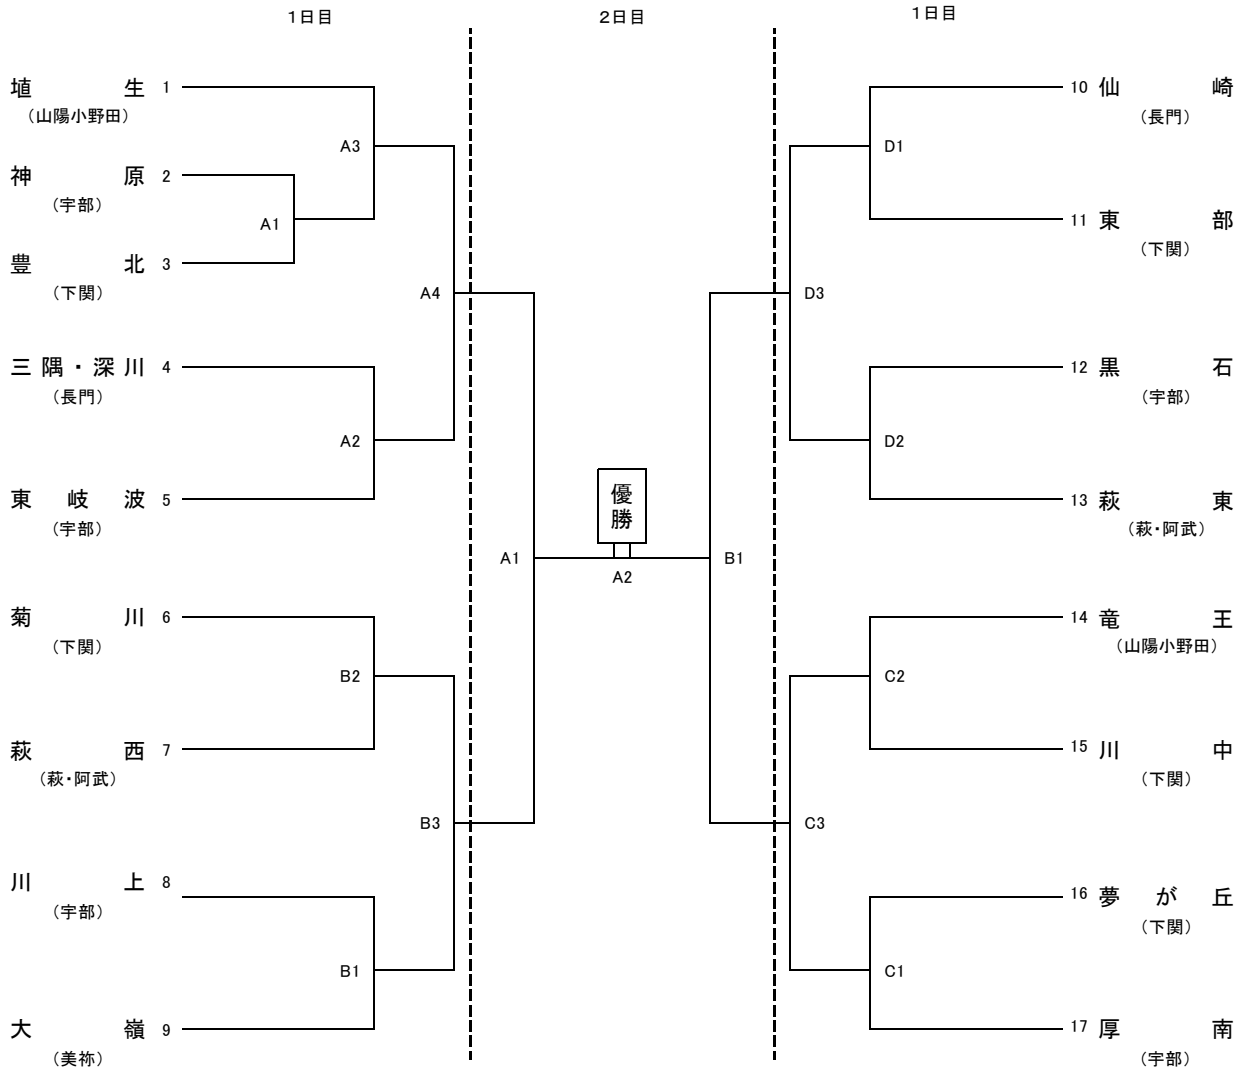 1日目
2日目
1日目
埴生 1
（山陽小野田）
A3
神原 2
（宇部）
A1
豊北 3
（下関）
A4
三隅・深川 4
（長門）
A2
東岐波 5
（宇部）
A1
菊川 6
（下関）
B2
萩西 7
（萩・阿武）
B3
川上 8
（宇部）
B1
大嶺 9
（美祢）
優勝
A2
10 仙崎
（長門）
D1
11 東部
（下関）
D3
12 黒石
（宇部）
D2
13 萩東
（萩・阿武）
B1
14 竜王
（山陽小野田）
C2
15 川中
（下関）
C3
16 夢が丘
（下関）
C1
17 厚南
（宇部）